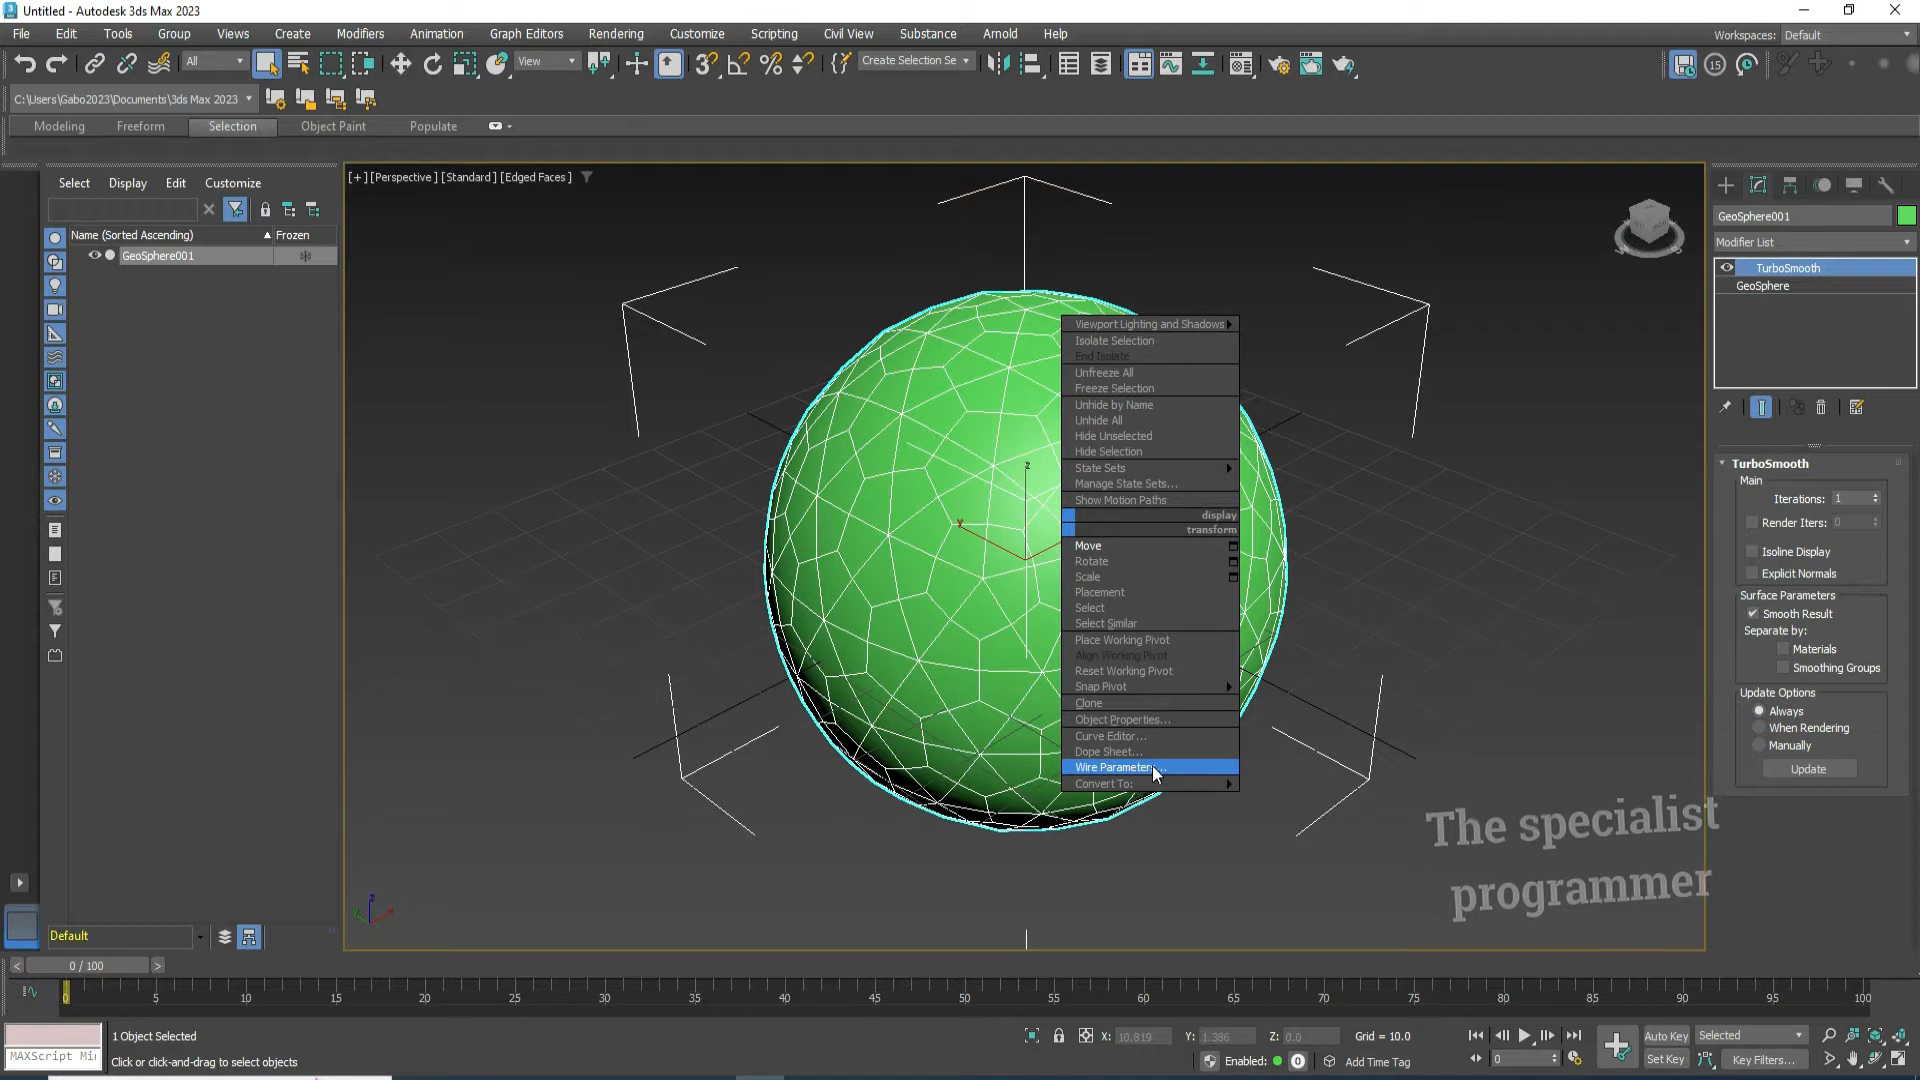 Untitled - Autodesk 3ds Max 2023
File Edit Tools Group Views Create Modifiers Animation Graph Editors Rendering Customize Scripting Civil View Substance Arnold Help
Workspaces: Default
All
View
Create Selection Se
15
C:\Users\Gabo2023\Documents\3ds Max 2023
Modeling Freeform Selection Object Paint Populate
Select Display Edit Customize
Name (Sorted Ascending) Frozen
GeoSphere001
Default
[+] [Perspective] [Standard] [Edged Faces]
z
y
Viewport Lighting and Shadows
Isolate Selection
End Isolate
Unfreeze All
Freeze Selection
Unhide by Name
Unhide All
Hide Unselected
Hide Selection
State Sets
Manage State Sets...
Show Motion Paths
display
transform
Move
Rotate
Scale
Placement
Select
Select Similar
Place Working Pivot
Align Working Pivot
Reset Working Pivot
Snap Pivot
Clone
Object Properties...
Curve Editor...
Dope Sheet...
Wire Parameters...
Convert To:
The specialist
programmer
GeoSphere001
Modifier List
TurboSmooth
GeoSphere
TurboSmooth
Main
Iterations: 1
Render Iters: 0
Isoline Display
Explicit Normals
Surface Parameters
Smooth Result
Separate by:
Materials
Smoothing Groups
Update Options
Always
When Rendering
Manually
Update
0 / 100
0 5 10 15 20 25 30 35 40 45 50 55 60 65 70 75 80 85 90 95 100
1 Object Selected
MAXScript Mi
Click or click-and-drag to select objects
X: 10.819 Y: 1.386 Z: 0.0 Grid = 10.0
Enabled: 0 Add Time Tag
0
Auto Key Selected
Set Key Key Filters...